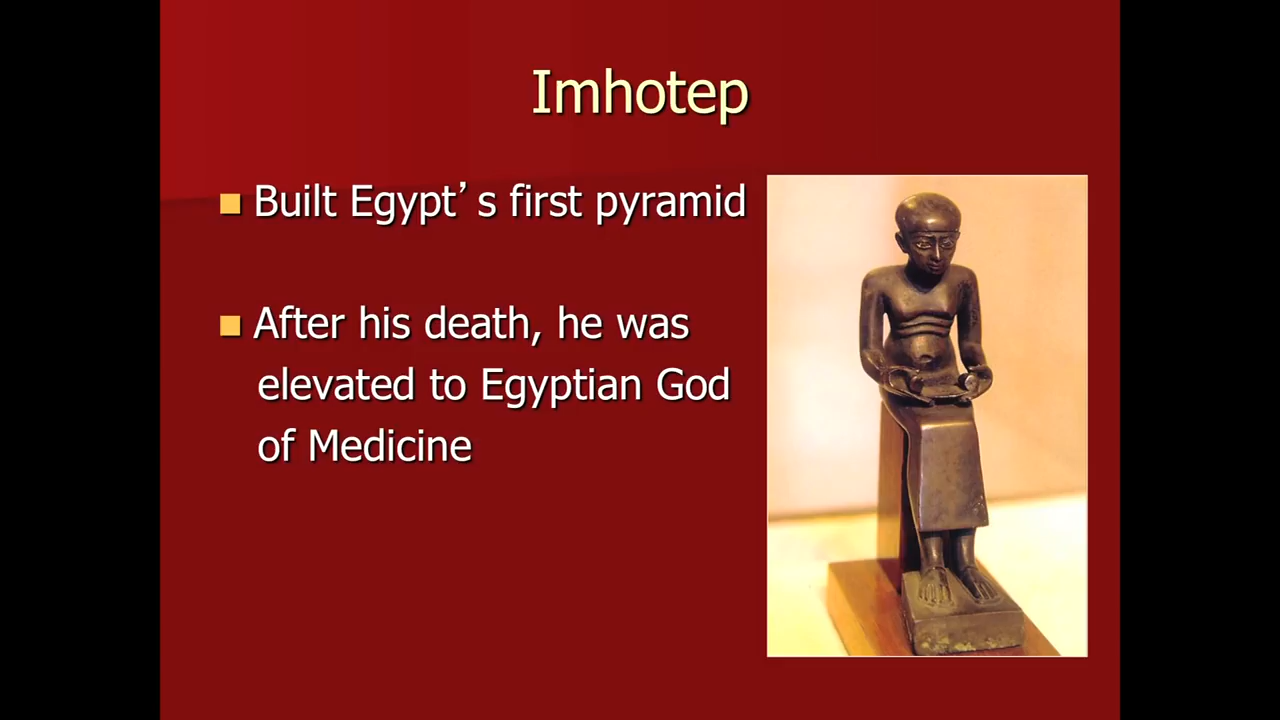 Imhotep
Built Egypt’s first pyramid
After his death, he was
elevated to Egyptian God
of Medicine